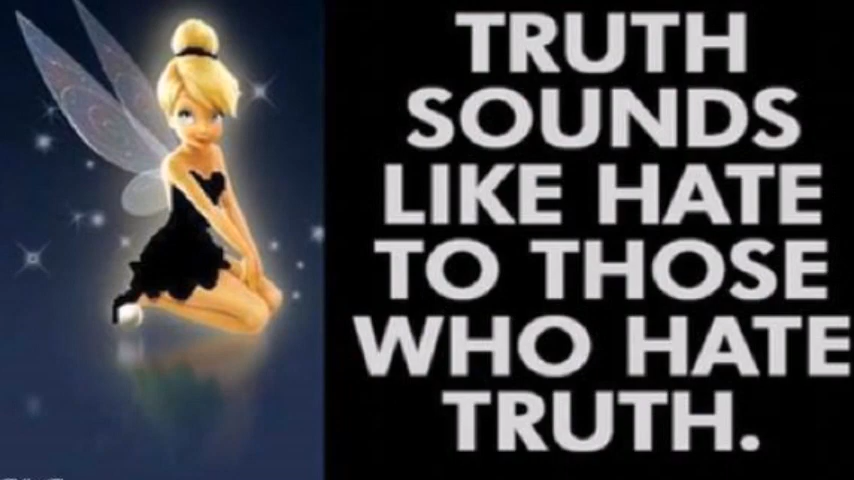 TRUTH
SOUNDS
LIKE HATE
TO THOSE
WHO HATE
TRUTH.